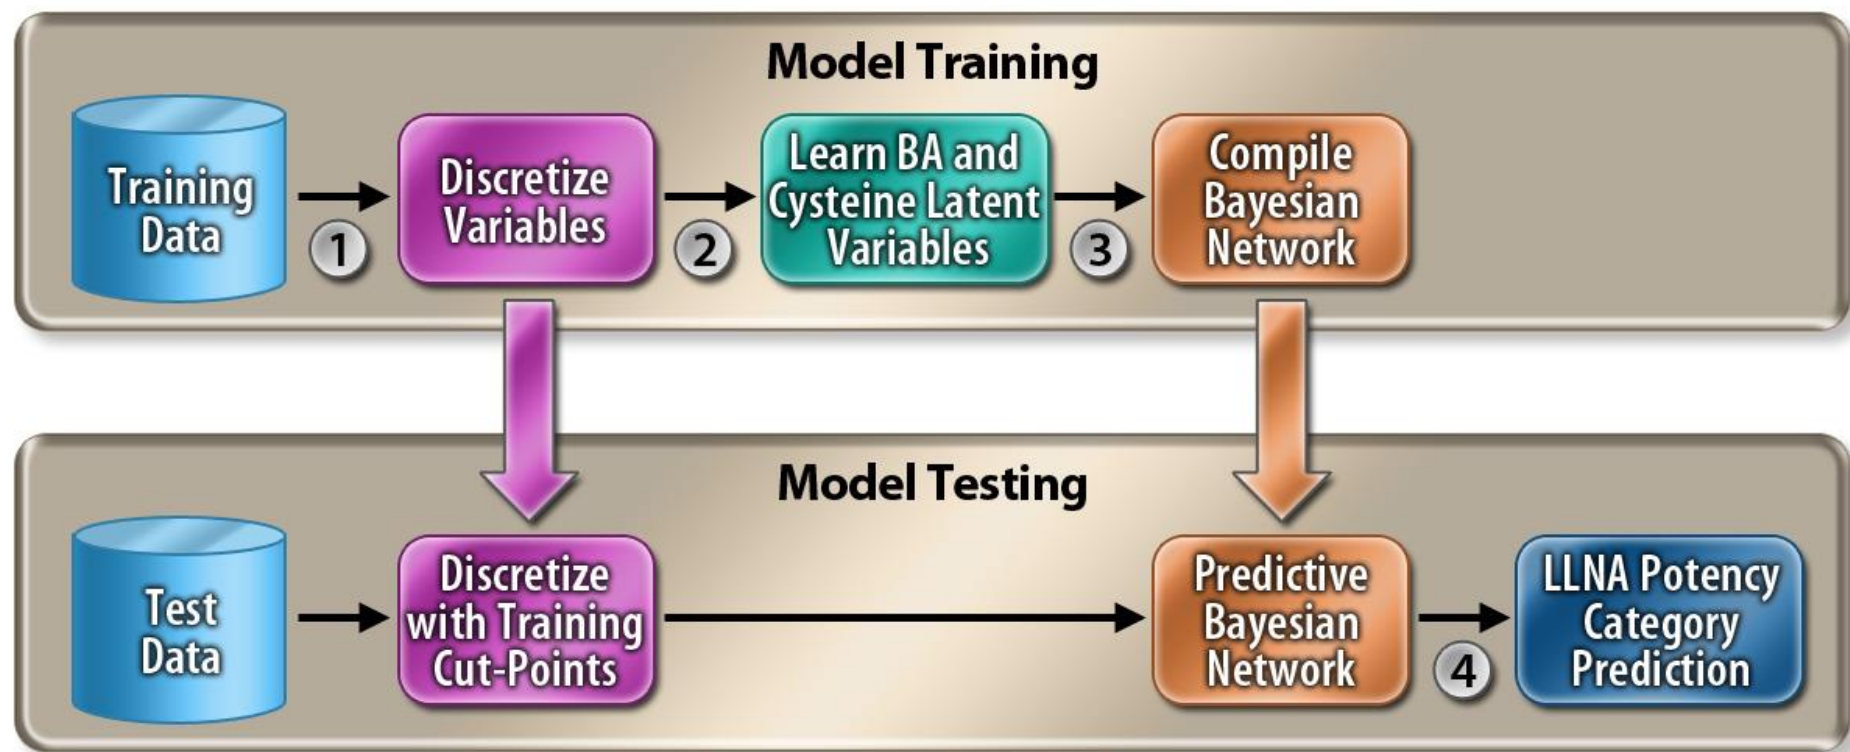 Model Training
Training
Data
1
Discretize
Variables
2
Learn BA and
Cysteine Latent
Variables
3
Compile
Bayesian
Network
Model Testing
Test
Data
Discretize
with Training
Cut-Points
Predictive
Bayesian
Network
4
LLNA Potency
Category
Prediction